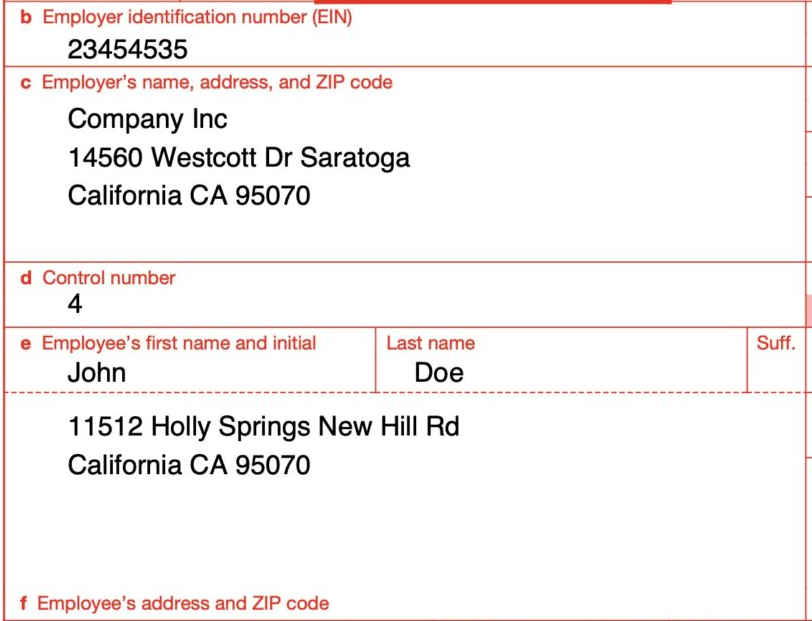 b Employer identification number (EIN)
23454535
c Employer's name, address, and ZIP code
Company Inc
14560 Westcott Dr Saratoga
California CA 95070
d Control number
4
e Employee's first name and initial Last name Suff.
John Doe
11512 Holly Springs New Hill Rd
California CA 95070
f Employee's address and ZIP code